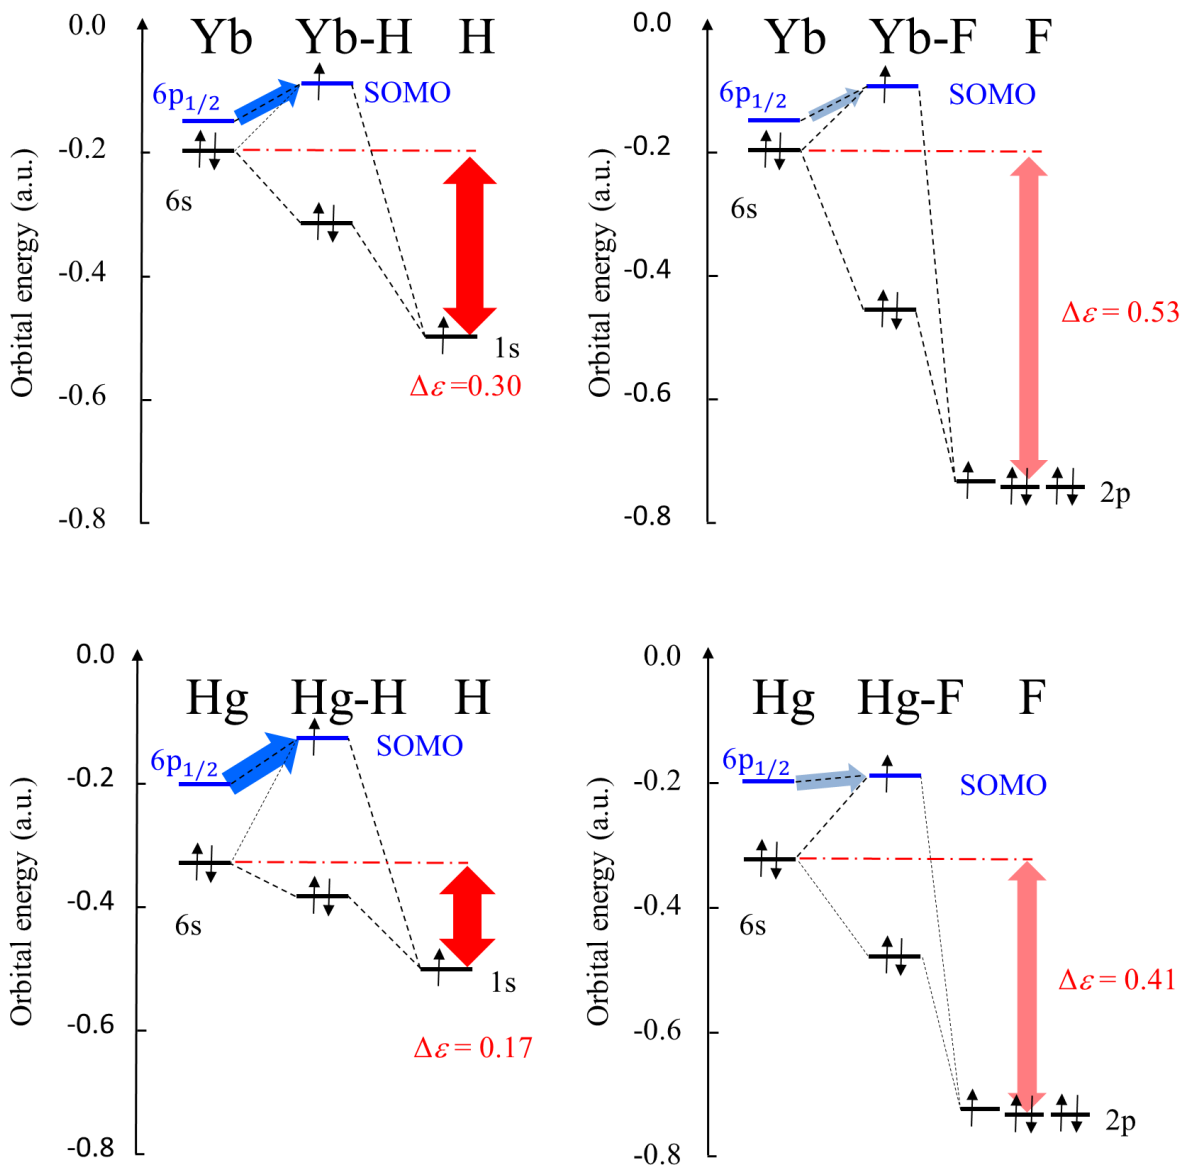 Orbital energy (a.u.)
0.0
-0.2
-0.4
-0.6
-0.8
Yb Yb-H H
6p1/2
SOMO
6s
1s
Δε =0.30
Orbital energy (a.u.)
0.0
-0.2
-0.4
-0.6
-0.8
Yb Yb-F F
6p1/2
SOMO
6s
Δε = 0.53
2p
Orbital energy (a.u.)
0.0
-0.2
-0.4
-0.6
-0.8
Hg Hg-H H
6p1/2
SOMO
6s
1s
Δε = 0.17
Orbital energy (a.u.)
0.0
-0.2
-0.4
-0.6
-0.8
Hg Hg-F F
6p1/2
SOMO
6s
Δε = 0.41
2p